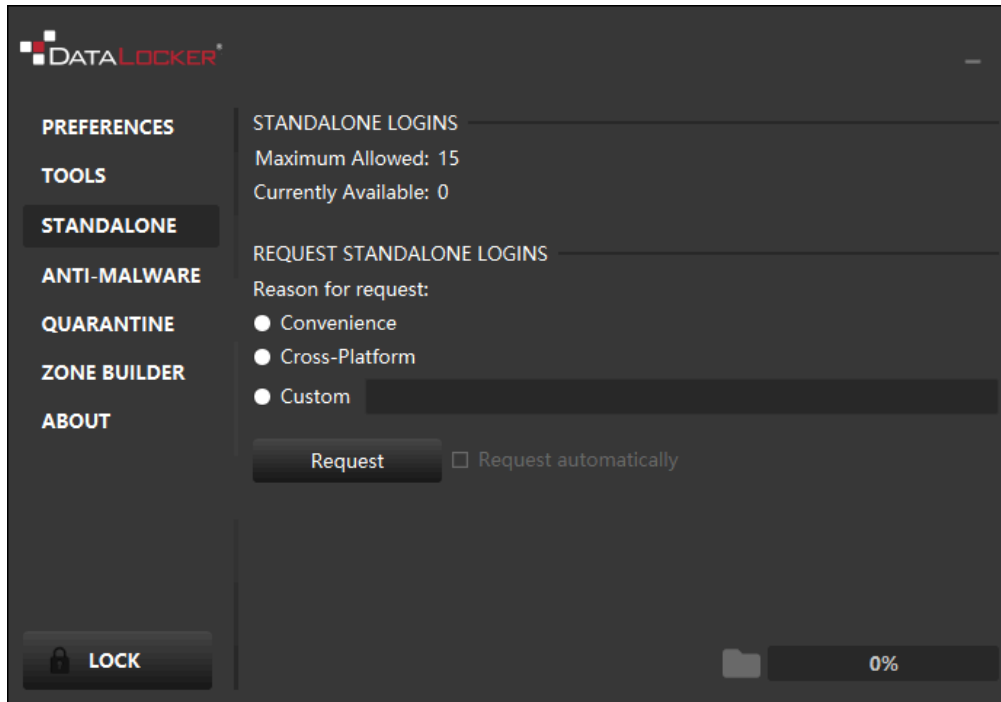 DATALOCKER®
PREFERENCES
TOOLS
STANDALONE
ANTI-MALWARE
QUARANTINE
ZONE BUILDER
ABOUT
LOCK
STANDALONE LOGINS
Maximum Allowed: 15
Currently Available: 0
REQUEST STANDALONE LOGINS
Reason for request:
Convenience
Cross-Platform
Custom
Request
Request automatically
0%